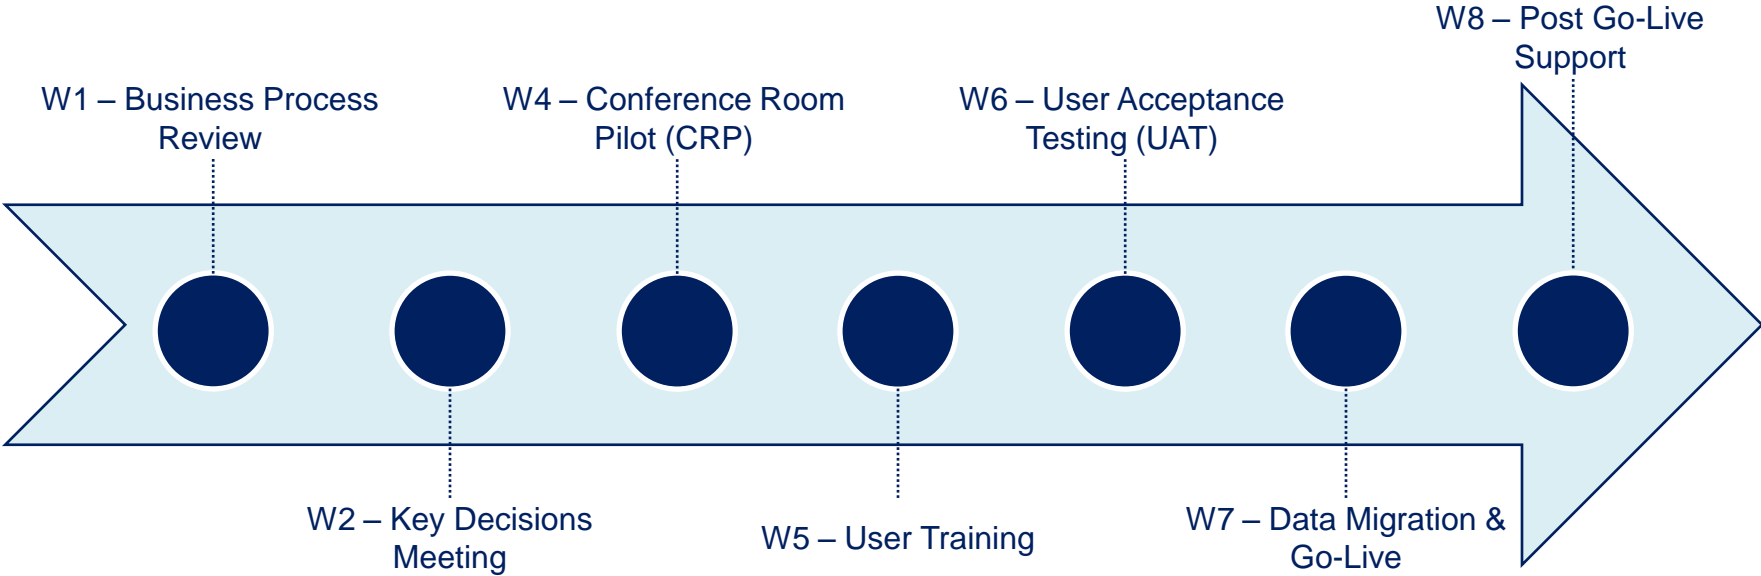 W8 – Post Go-Live
Support
W1 – Business Process
Review
W4 – Conference Room
Pilot (CRP)
W6 – User Acceptance
Testing (UAT)
W2 – Key Decisions
Meeting
W5 – User Training
W7 – Data Migration &
Go-Live